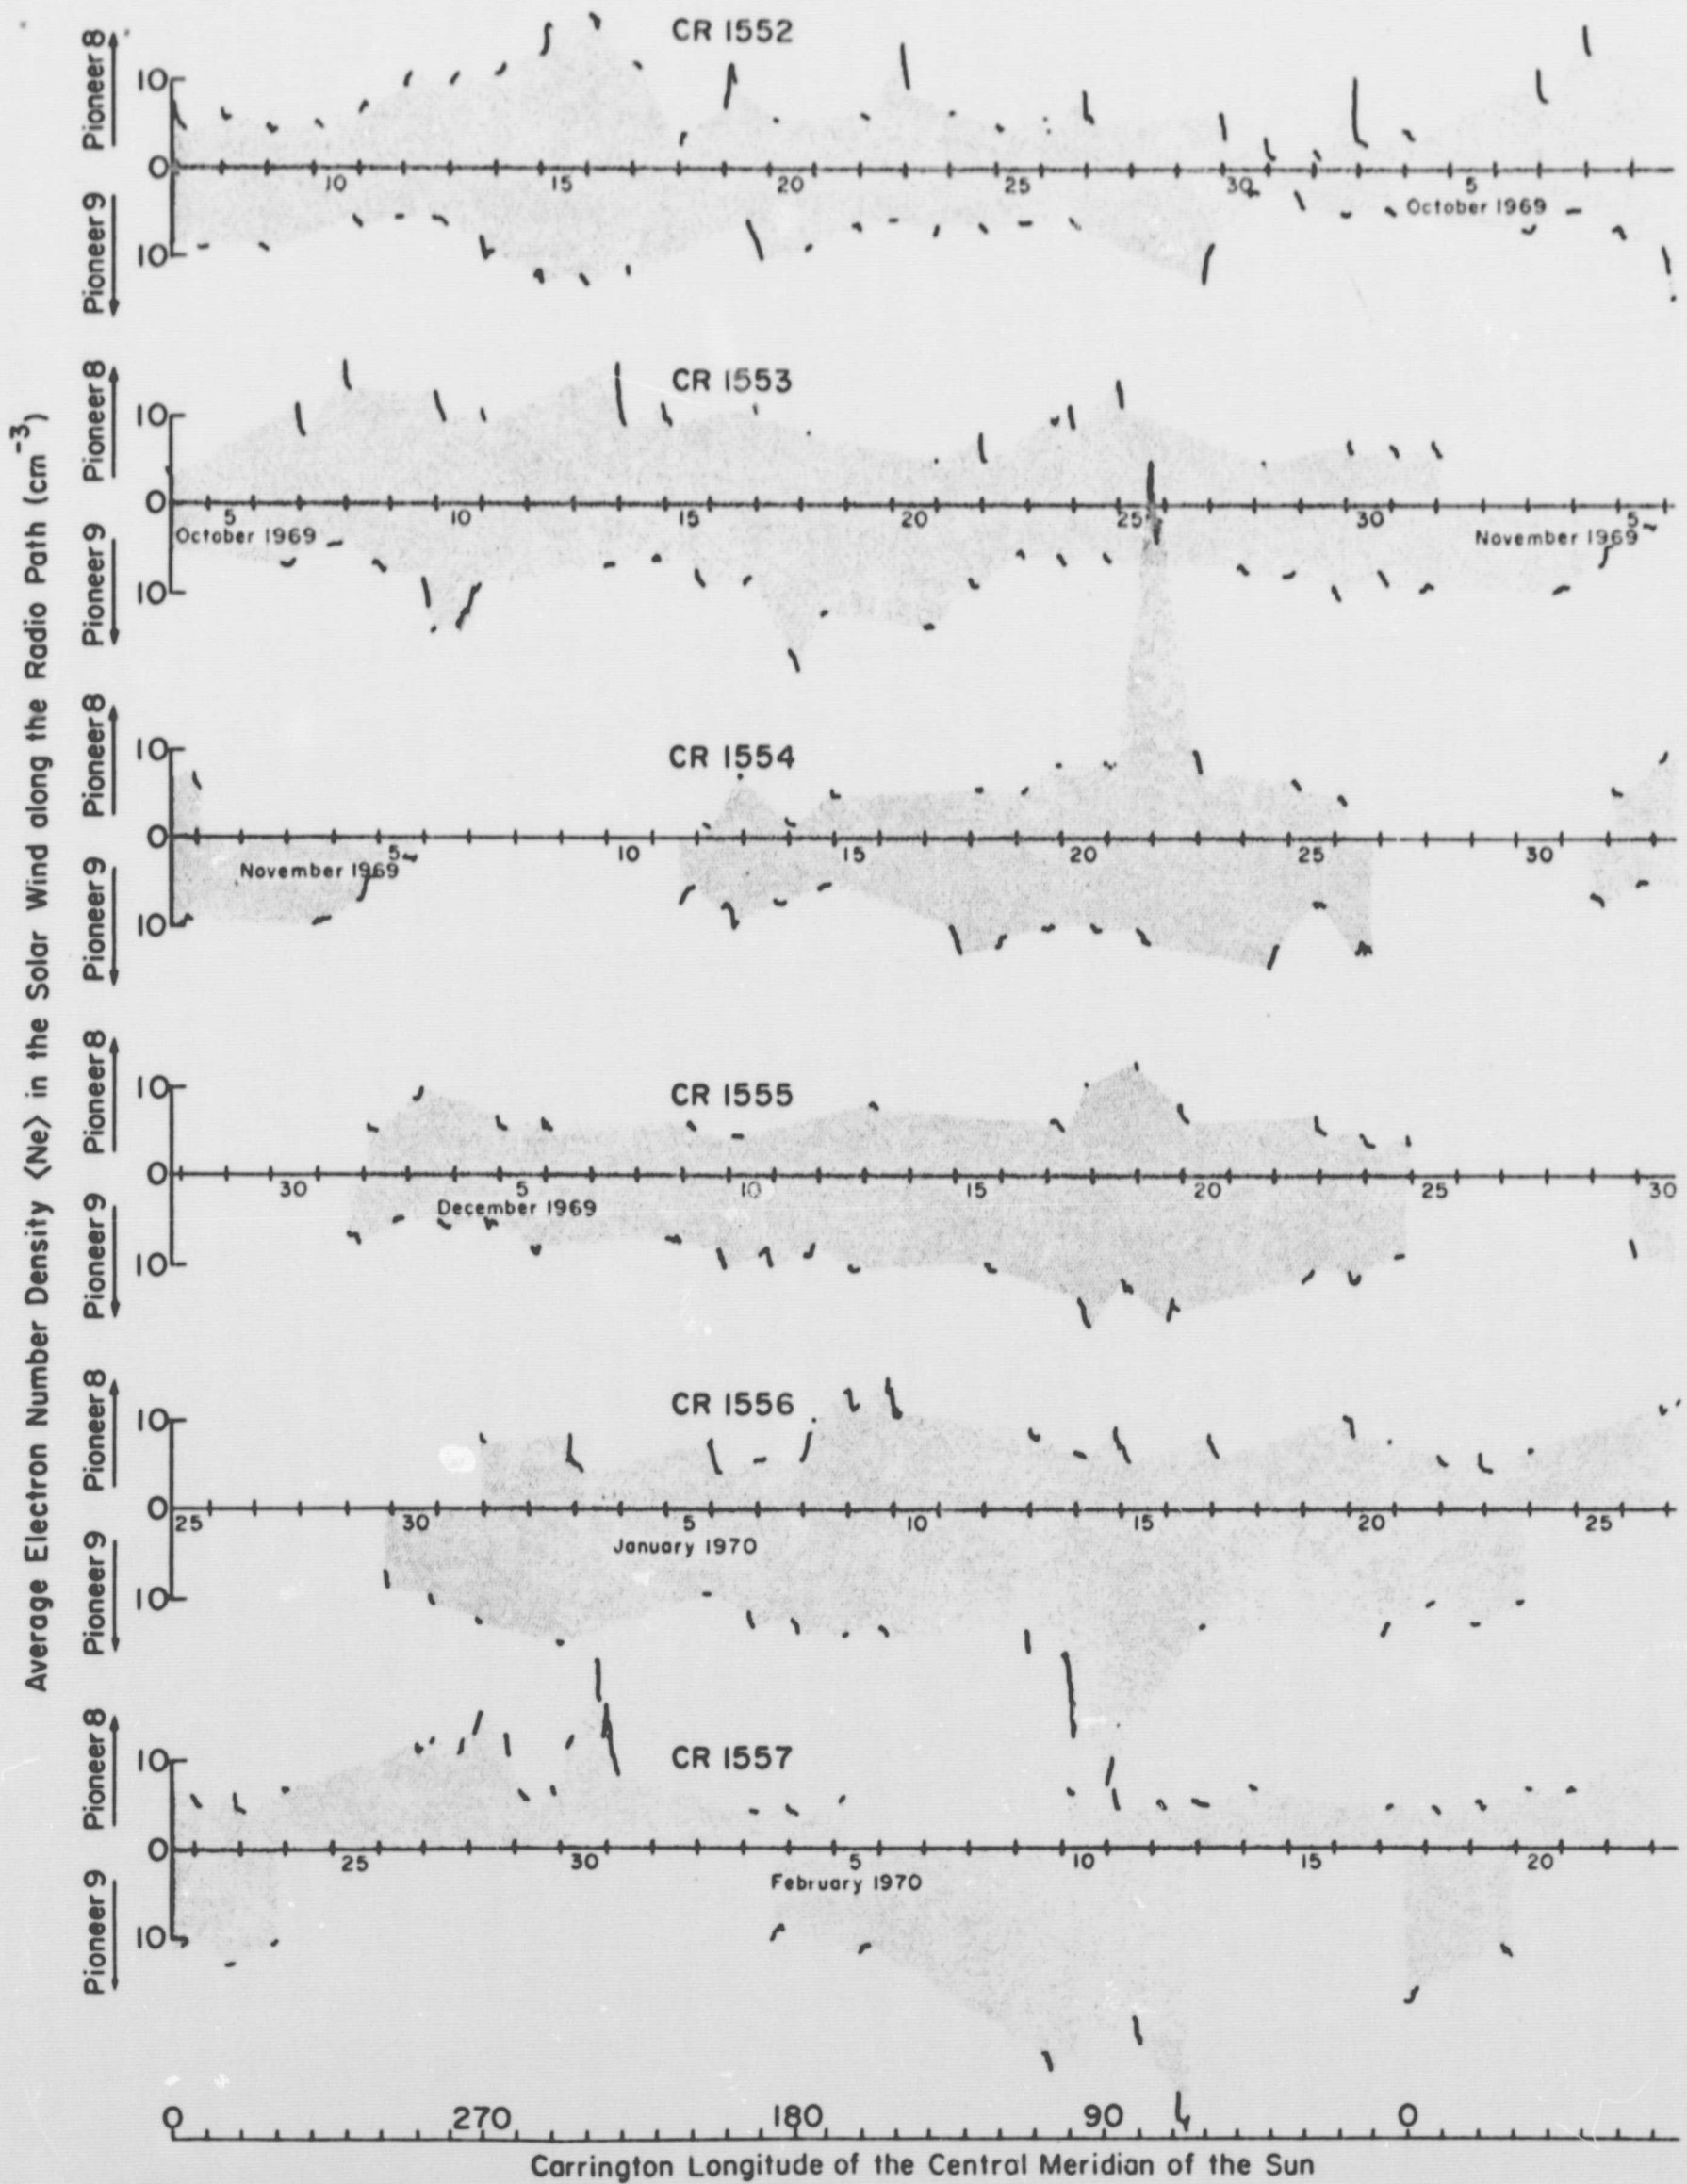 Average Electron Number Density ⟨Ne⟩ in the Solar Wind along the Radio Path (cm⁻³)
CR 1552
Pioneer 8
10
0
10 15 20 25 30 5
October 1969
Pioneer 9
10
CR 1553
Pioneer 8
10
0
5 10 15 20 25 30 5
October 1969 November 1969
Pioneer 9
10
CR 1554
Pioneer 8
10
0
5 10 15 20 25 30
November 1969
Pioneer 9
10
CR 1555
Pioneer 8
10
0
30 5 10 15 20 25 30
December 1969
Pioneer 9
10
CR 1556
Pioneer 8
10
0
25 30 5 10 15 20 25
January 1970
Pioneer 9
10
CR 1557
Pioneer 8
10
0
25 30 5 10 15 20
February 1970
Pioneer 9
10
0 270 180 90 0
Carrington Longitude of the Central Meridian of the Sun